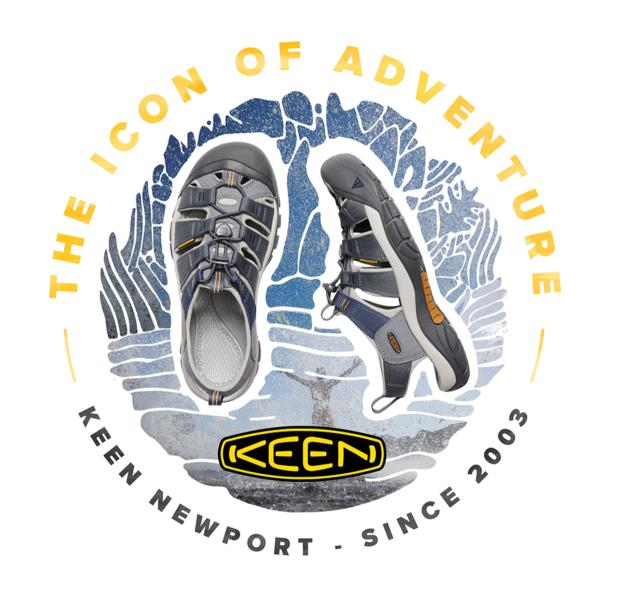 THE ICON OF ADVENTURE
KEEN
KEEN NEWPORT - SINCE 2003